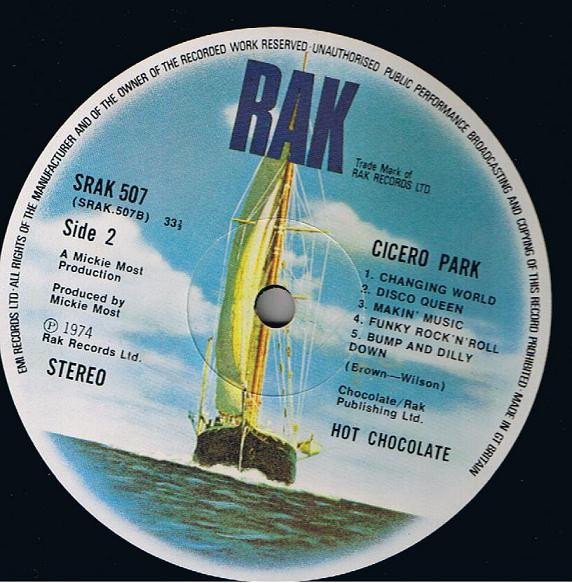 EMI RECORDS LTD·ALL RIGHTS OF THE MANUFACTURER AND OF THE OWNER OF THE RECORDED WORK RESERVED·UNAUTHORISED PUBLIC PERFORMANCE BROADCASTING AND COPYING OF THIS RECORD PROHIBITED·MADE IN GT BRITAIN
RAK
Trade Mark of
RAK RECORDS LTD.
SRAK 507
(SRAK.507B) 33⅓
Side 2
A Mickie Most
Production
Produced by
Mickie Most
℗ 1974
Rak Records Ltd.
STEREO
CICERO PARK
1. CHANGING WORLD
2. DISCO QUEEN
3. MAKIN' MUSIC
4. FUNKY ROCK'N'ROLL
5. BUMP AND DILLY
DOWN
(Brown—Wilson)
Chocolate/Rak
Publishing Ltd.
HOT CHOCOLATE